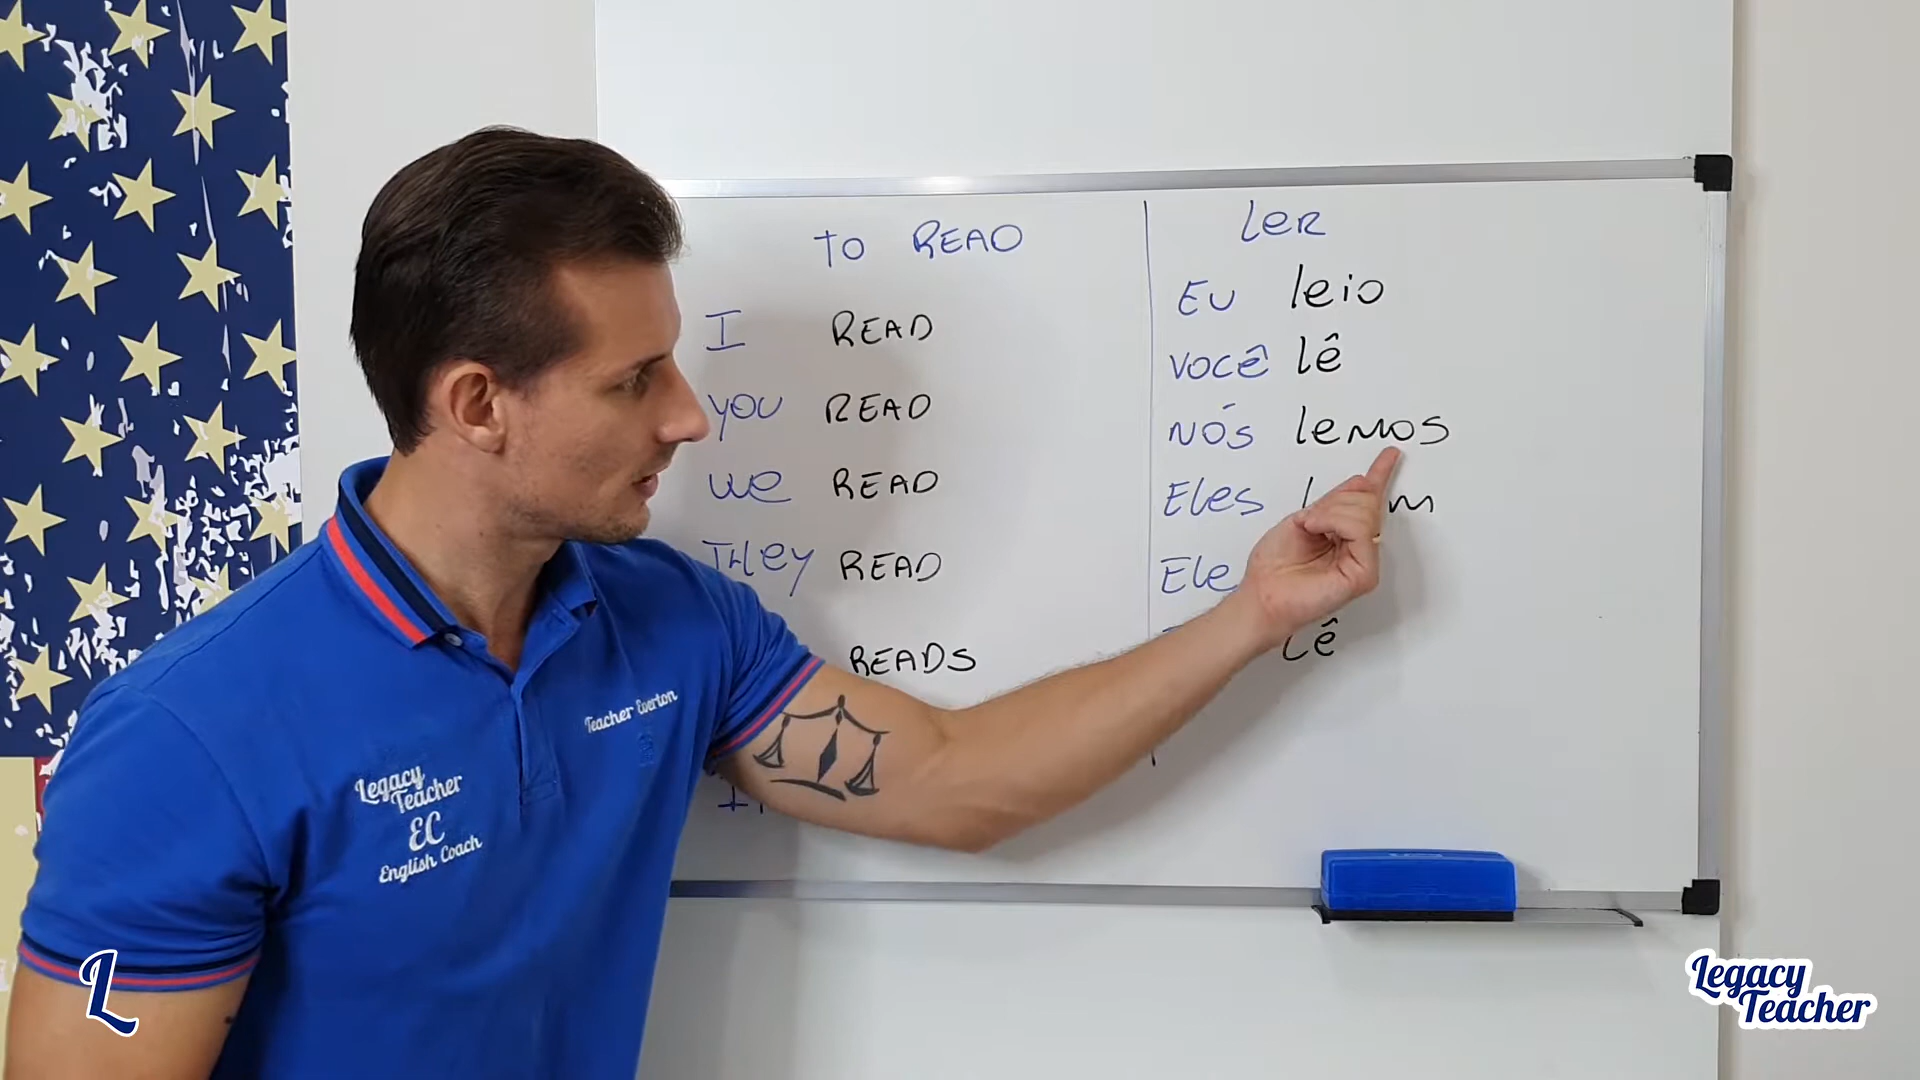 TO READ
I READ
YOU READ
We READ
THey READ
READS
LER
EU leio
VOCÊ lê
NÓS lemos
Eles
Ele
lê
Teacher Everton
Legacy
Teacher
EC
English Coach
L
Legacy
Teacher